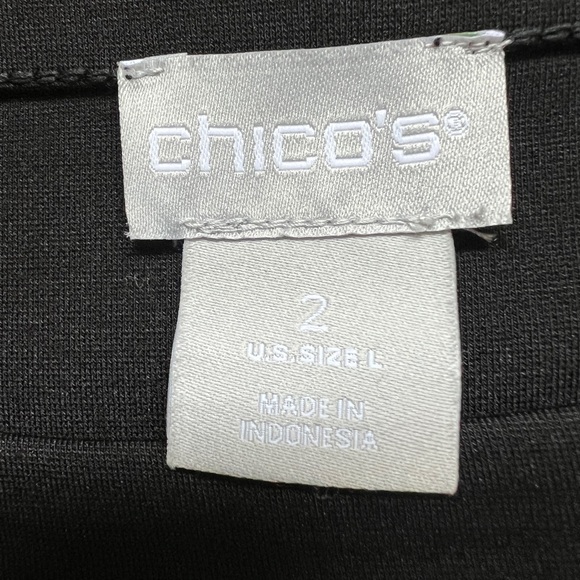 chico's®
2
U.S. SIZE L
MADE IN
INDONESIA